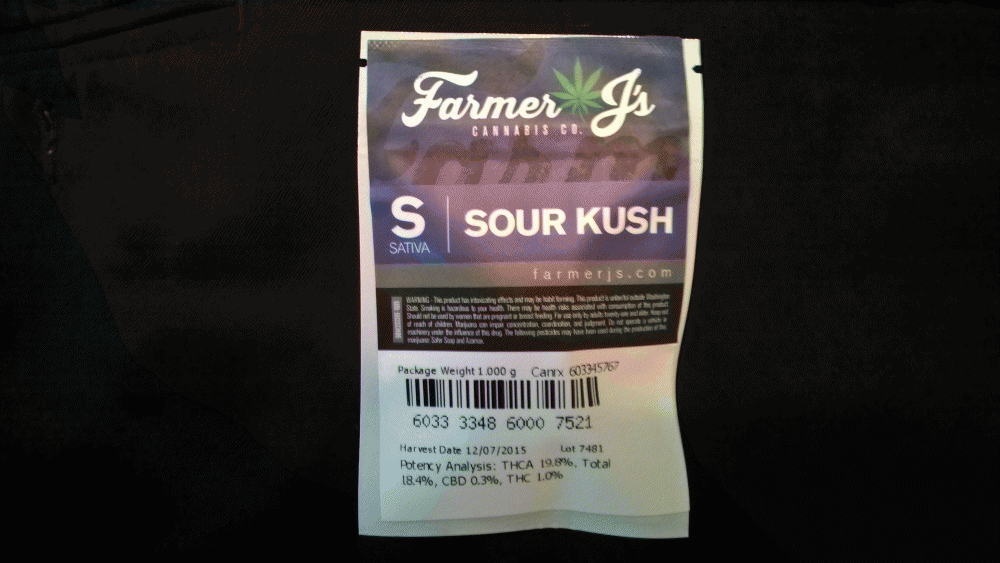 Farmer J's
CANNABIS CO.
S
SATIVA
SOUR KUSH
farmerjs.com
WARNING - This product has intoxicating effects and may be habit forming. This product is unlawful outside Washington
State. Smoking is hazardous to your health. There may be health risks associated with consumption of this product.
Should not be used by women that are pregnant or breast feeding. For use only by adults twenty-one and older. Keep out
of reach of children. Marijuana can impair concentration, coordination, and judgment. Do not operate a vehicle or
machinery under the influence of this drug. The following pesticides may have been used during the production of this
marijuana: Safer Soap and Azamax.
Package Weight 1.000 g Canrx 603345767
6033 3348 6000 7521
Harvest Date 12/07/2015 Lot 7481
Potency Analysis: THCA 19.8%, Total
18.4%, CBD 0.3%, THC 1.0%